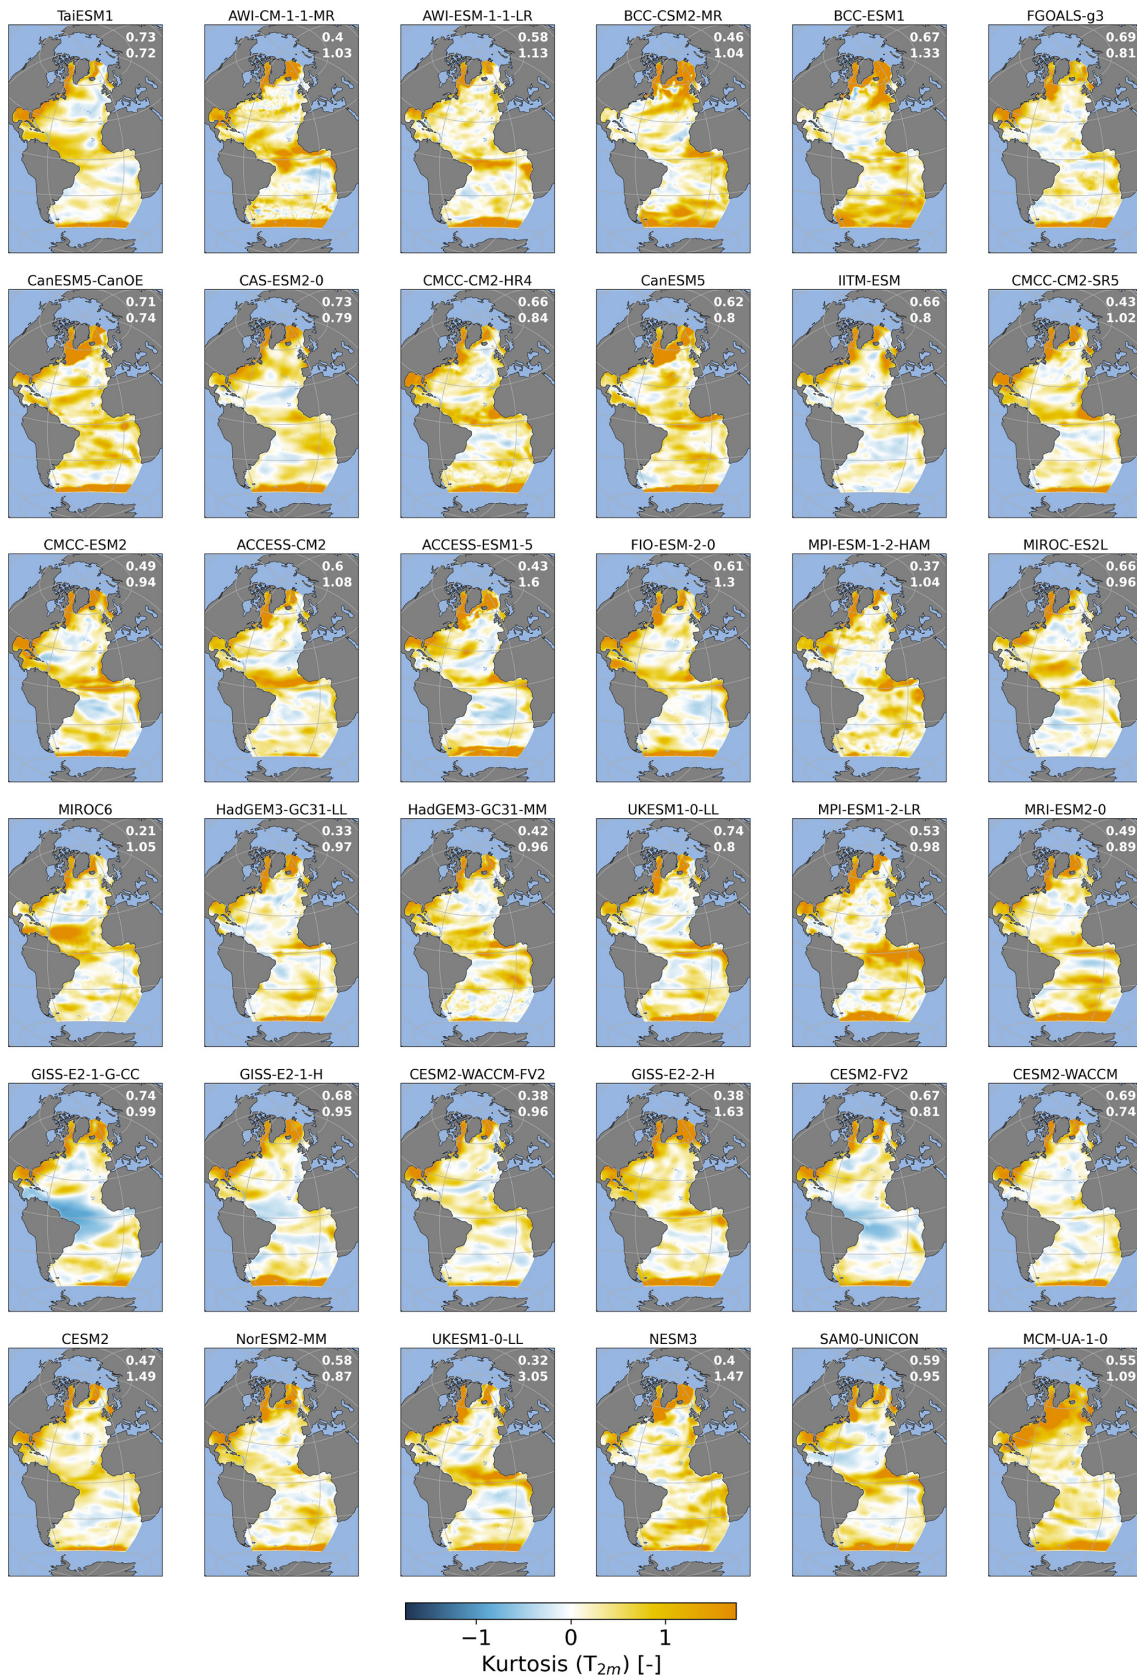 TaiESM1 AWI-CM-1-1-MR AWI-ESM-1-1-LR BCC-CSM2-MR BCC-ESM1 FGOALS-g3
0.73 0.4 0.58 0.46 0.67 0.69
0.72 1.03 1.13 1.04 1.33 0.81
CanESM5-CanOE CAS-ESM2-0 CMCC-CM2-HR4 CanESM5 IITM-ESM CMCC-CM2-SR5
0.71 0.73 0.66 0.62 0.66 0.43
0.74 0.79 0.84 0.8 0.8 1.02
CMCC-ESM2 ACCESS-CM2 ACCESS-ESM1-5 FIO-ESM-2-0 MPI-ESM-1-2-HAM MIROC-ES2L
0.49 0.6 0.43 0.61 0.37 0.66
0.94 1.08 1.6 1.3 1.04 0.96
MIROC6 HadGEM3-GC31-LL HadGEM3-GC31-MM UKESM1-0-LL MPI-ESM1-2-LR MRI-ESM2-0
0.21 0.33 0.42 0.74 0.53 0.49
1.05 0.97 0.96 0.8 0.98 0.89
GISS-E2-1-G-CC GISS-E2-1-H CESM2-WACCM-FV2 GISS-E2-2-H CESM2-FV2 CESM2-WACCM
0.74 0.68 0.38 0.38 0.67 0.69
0.99 0.95 0.96 1.63 0.81 0.74
CESM2 NorESM2-MM UKESM1-0-LL NESM3 SAM0-UNICON MCM-UA-1-0
0.47 0.58 0.32 0.4 0.59 0.55
1.49 0.87 3.05 1.47 0.95 1.09
−1 0 1
Kurtosis (T2m) [-]